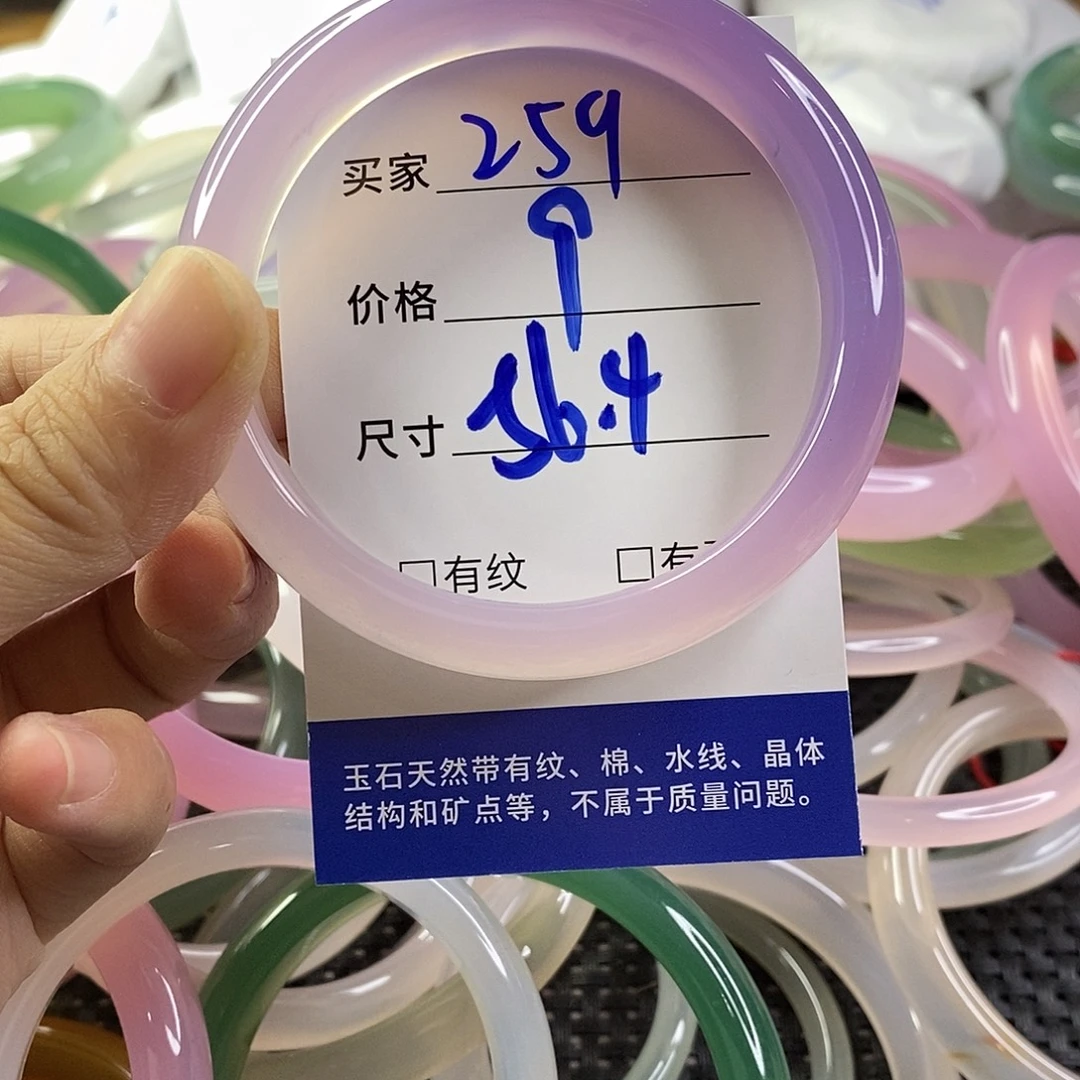 买家 259
价格 9
尺寸 56.4
□有纹 □有
玉石天然带有纹、棉、水线、晶体
结构和矿点等，不属于质量问题。